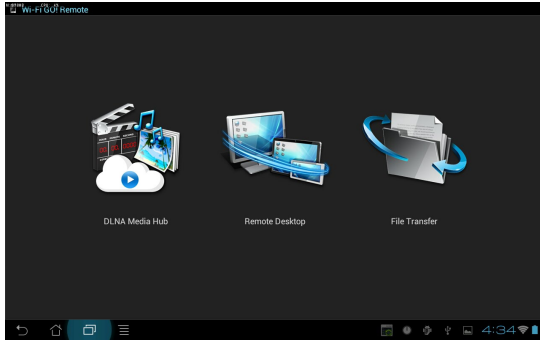 Wi-Fi GO! Remote
DLNA Media Hub
Remote Desktop
File Transfer
4:34